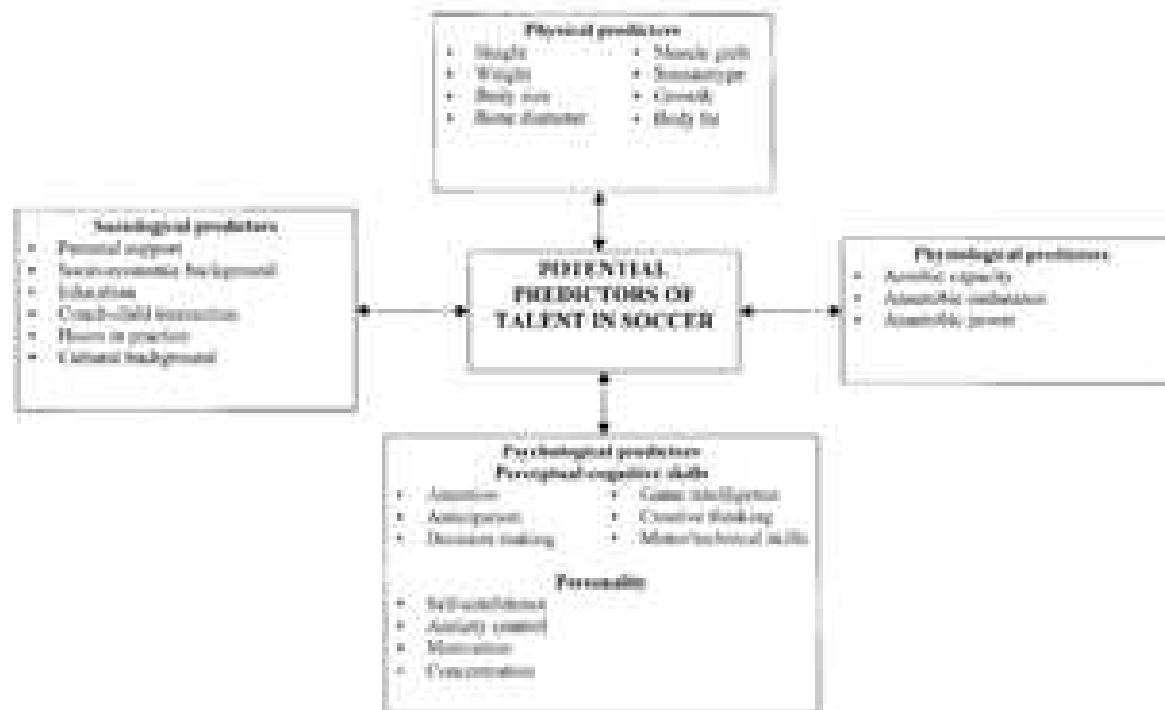 Physical predictors
• Height
• Weight
• Body size
• Bone diameter
• Muscle girth
• Somatotype
• Growth
• Body fat
Sociological predictors
• Parental support
• Socio-economic background
• Education
• Coach-child interaction
• Hours in practice
• Cultural background
POTENTIAL
PREDICTORS OF
TALENT IN SOCCER
Physiological predictors
• Aerobic capacity
• Anaerobic endurance
• Anaerobic power
Psychological predictors
Perceptual-cognitive skills
• Attention
• Anticipation
• Decision making
• Game intelligence
• Creative thinking
• Motor/technical skills
Personality
• Self-confidence
• Anxiety control
• Motivation
• Concentration